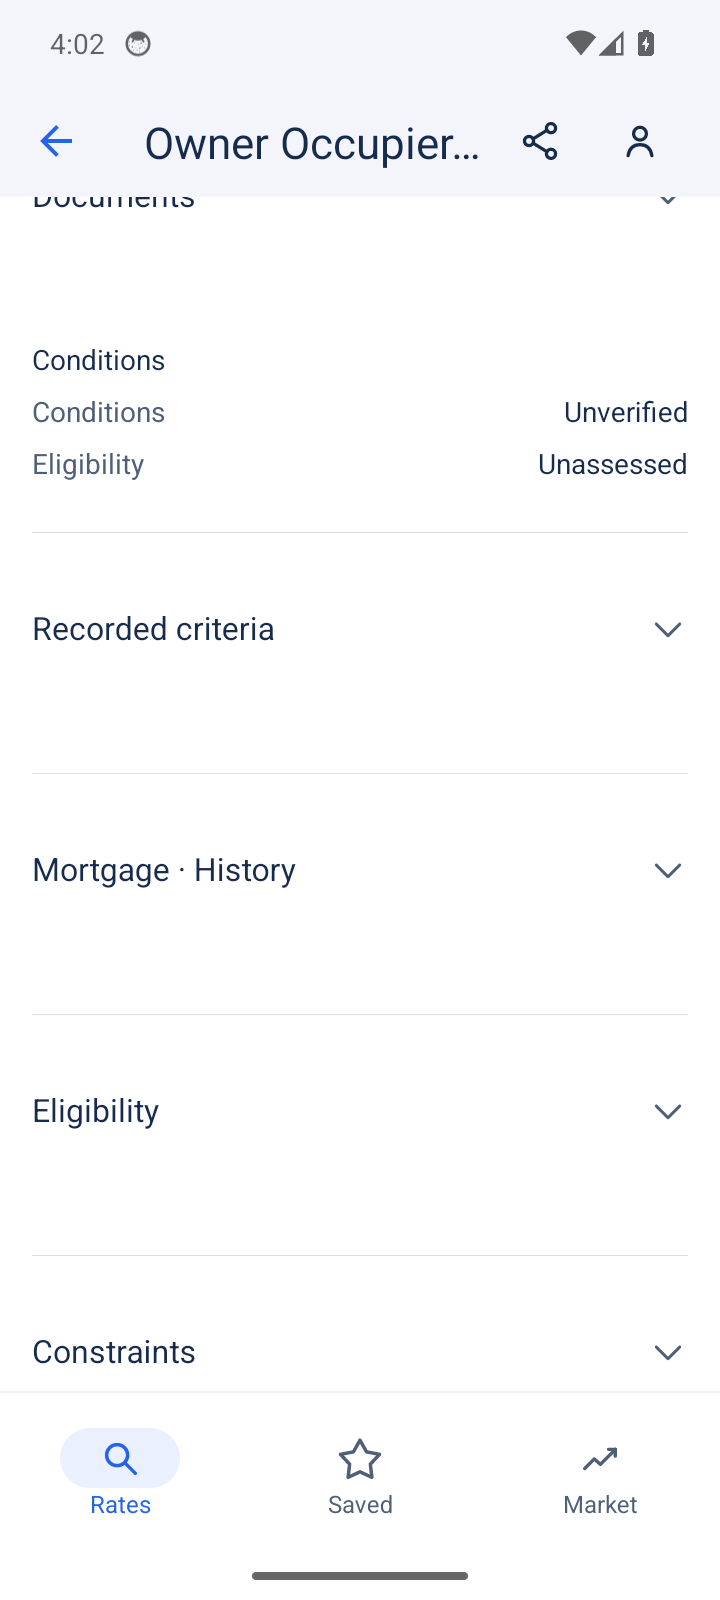 4:02
Owner Occupier...
Documents
Conditions
Conditions Unverified
Eligibility Unassessed
Recorded criteria
Mortgage · History
Eligibility
Constraints
Rates Saved Market